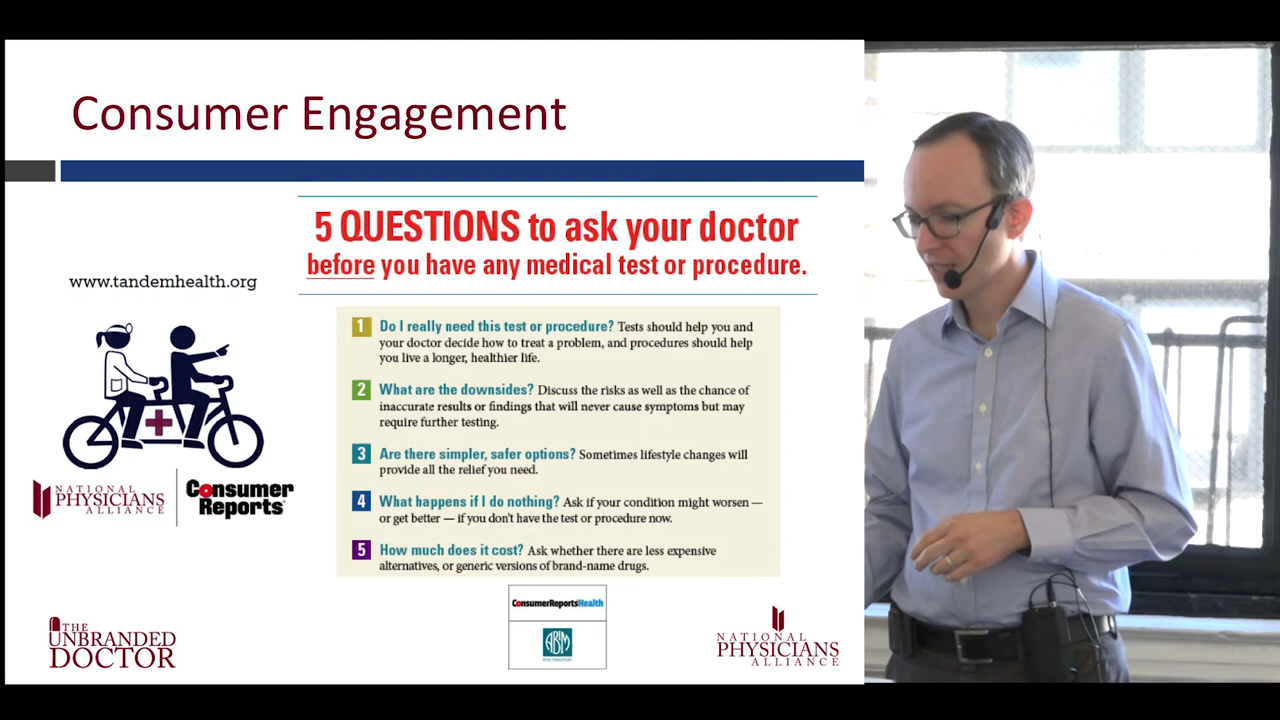 Consumer Engagement
www.tandemhealth.org
NATIONAL
PHYSICIANS
ALLIANCE
Consumer
Reports
5 QUESTIONS to ask your doctor
before you have any medical test or procedure.
1 Do I really need this test or procedure? Tests should help you and
your doctor decide how to treat a problem, and procedures should help
you live a longer, healthier life.
2 What are the downsides? Discuss the risks as well as the chance of
inaccurate results or findings that will never cause symptoms but may
require further testing.
3 Are there simpler, safer options? Sometimes lifestyle changes will
provide all the relief you need.
4 What happens if I do nothing? Ask if your condition might worsen —
or get better — if you don't have the test or procedure now.
5 How much does it cost? Ask whether there are less expensive
alternatives, or generic versions of brand-name drugs.
THE
UNBRANDED
DOCTOR
ConsumerReportsHealth
ABIM
FOUNDATION
NATIONAL
PHYSICIANS
ALLIANCE